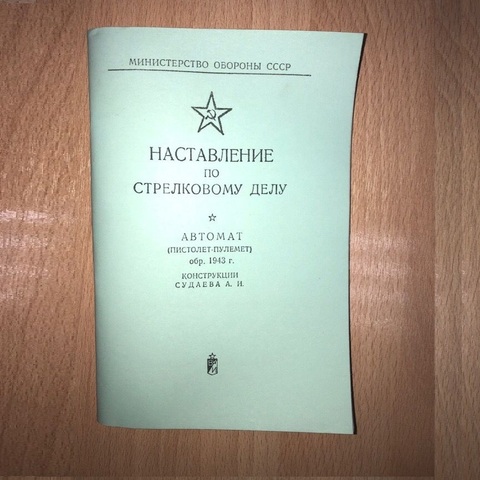 МИНИСТЕРСТВО ОБОРОНЫ СССР
НАСТАВЛЕНИЕ
ПО
СТРЕЛКОВОМУ ДЕЛУ
АВТОМАТ
(ПИСТОЛЕТ-ПУЛЕМЕТ)
обр. 1943 г.
КОНСТРУКЦИИ
СУДАЕВА А. И.